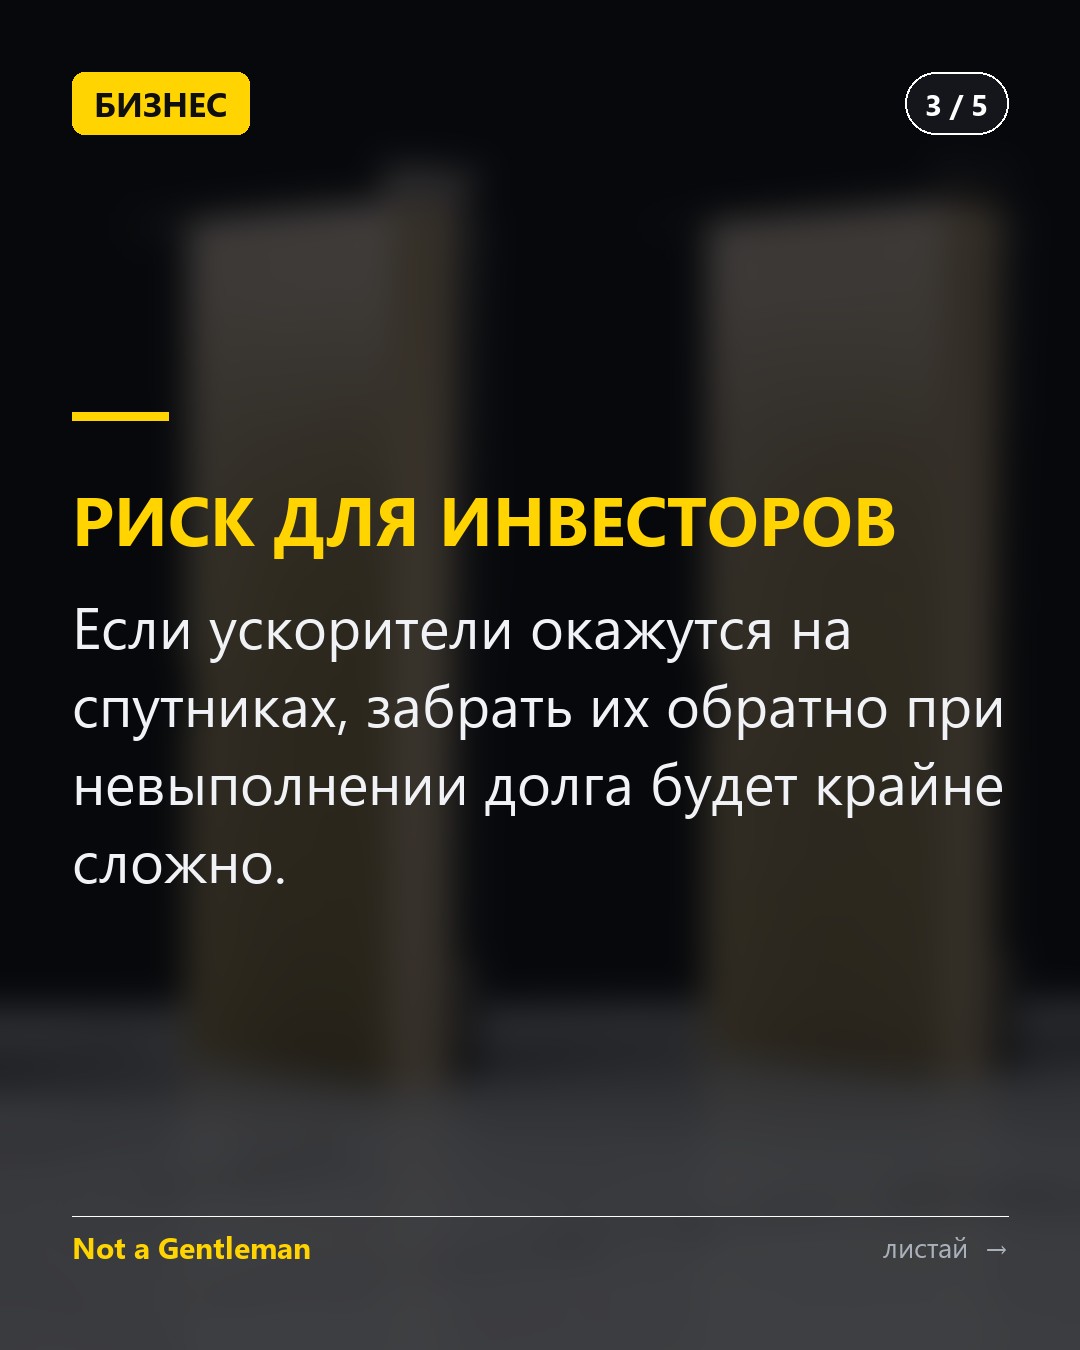 БИЗНЕС
3 / 5
РИСК ДЛЯ ИНВЕСТОРОВ
Если ускорители окажутся на
спутниках, забрать их обратно при
невыполнении долга будет крайне
сложно.
Not a Gentleman
листай →